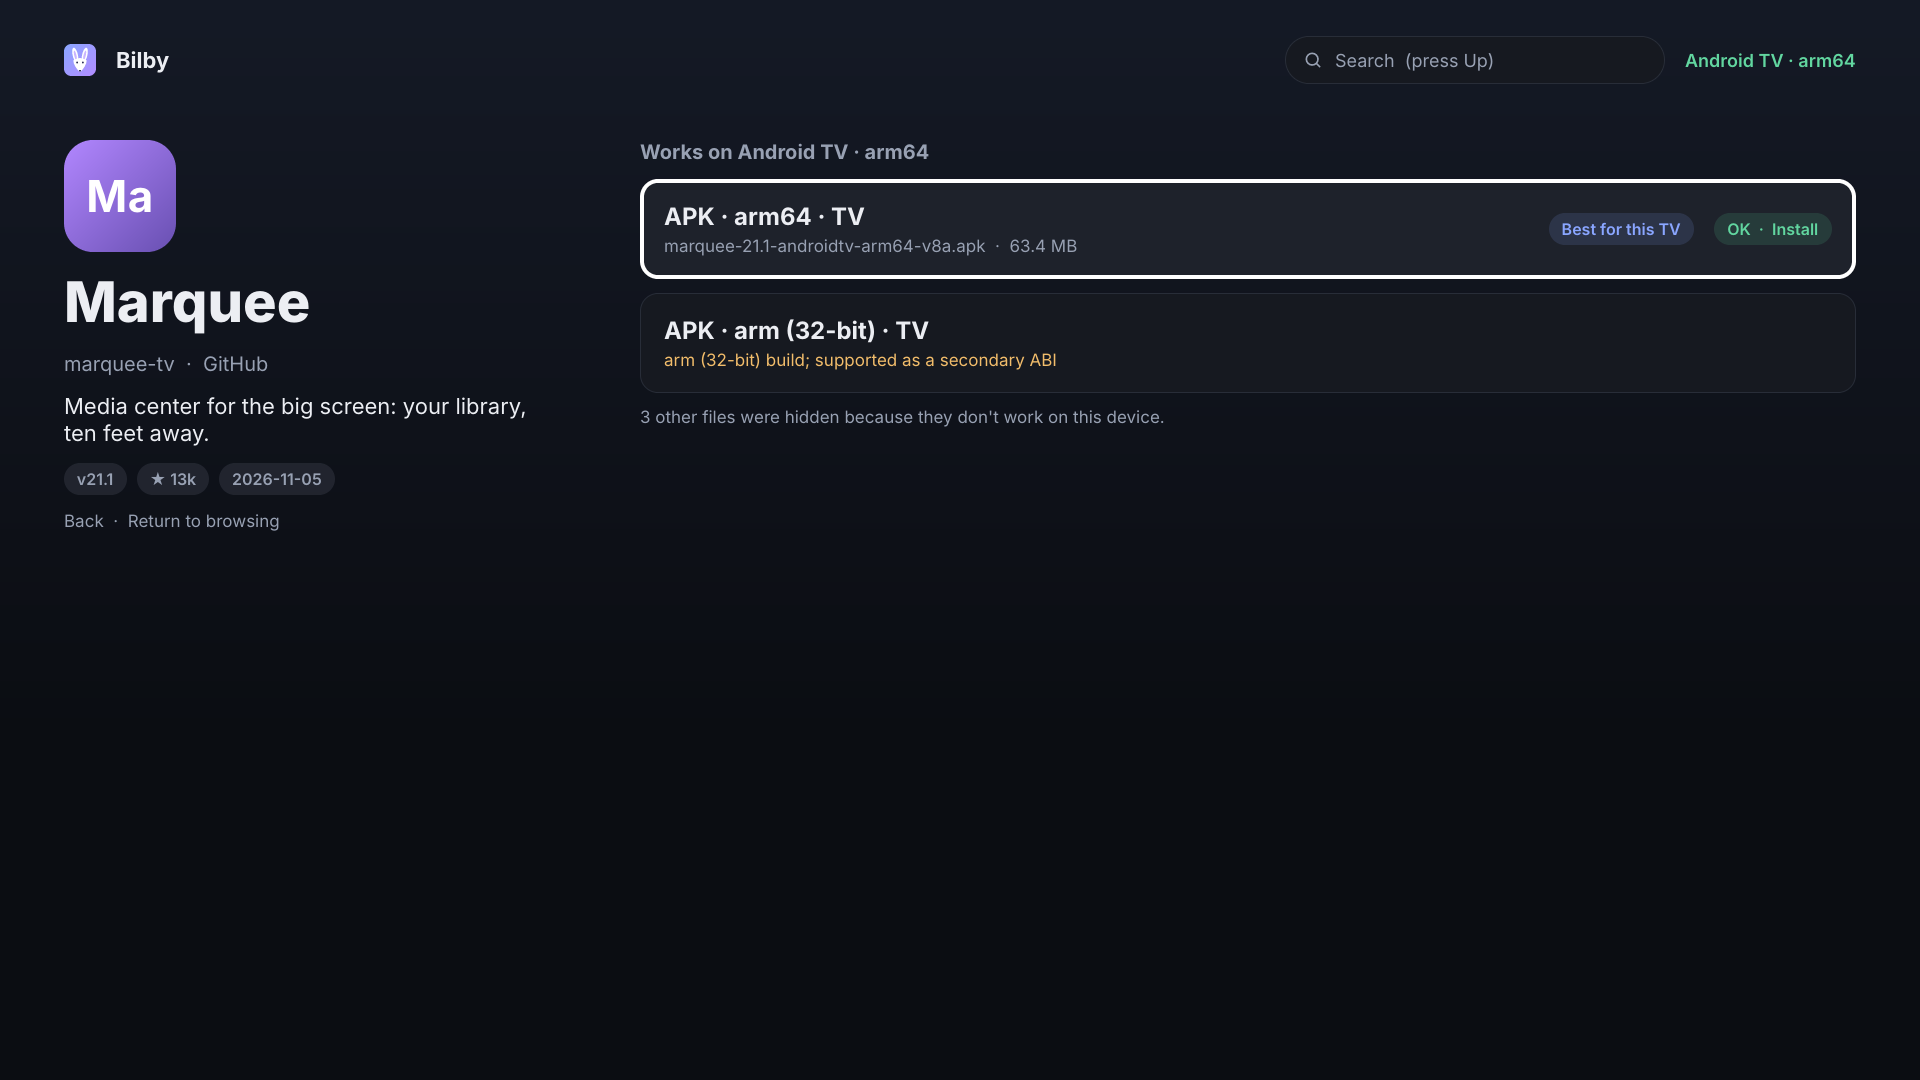 Bilby
Search (press Up)
Android TV · arm64
Ma
Marquee
marquee-tv · GitHub
Media center for the big screen: your library,
ten feet away.
v21.1
★ 13k
2026-11-05
Back · Return to browsing
Works on Android TV · arm64
APK · arm64 · TV
marquee-21.1-androidtv-arm64-v8a.apk · 63.4 MB
Best for this TV
OK · Install
APK · arm (32-bit) · TV
arm (32-bit) build; supported as a secondary ABI
3 other files were hidden because they don't work on this device.